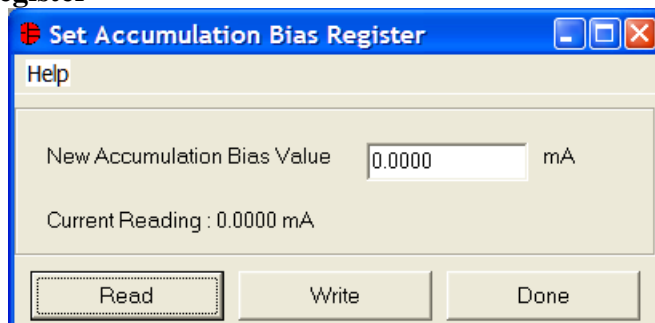 egister
Set Accumulation Bias Register
Help
New Accumulation Bias Value 0.0000 mA
Current Reading : 0.0000 mA
Read Write Done